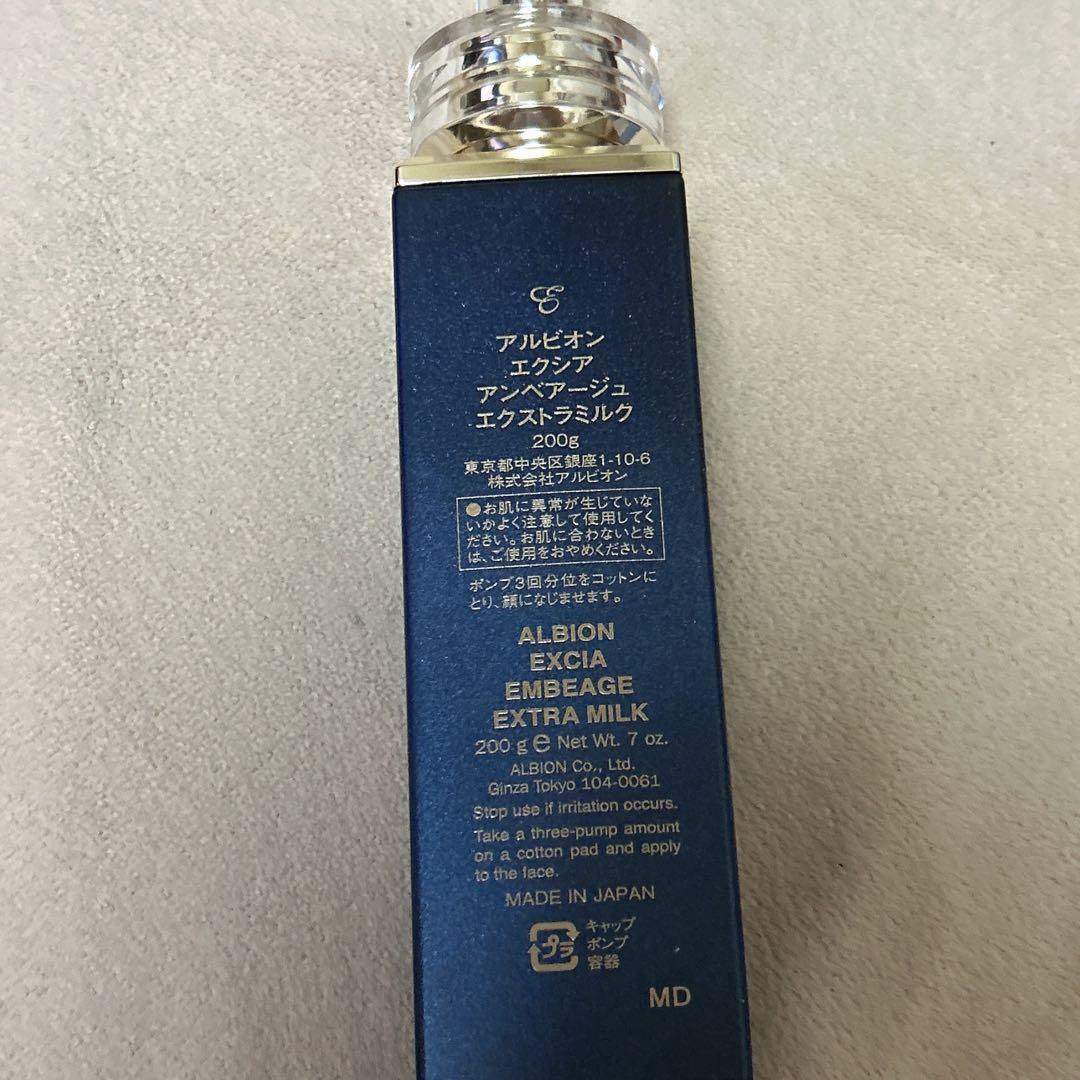 E
アルビオン
エクシア
アンベアージュ
エクストラミルク
200g
東京都中央区銀座1-10-6
株式会社アルビオン
●お肌に異常が生じていな
いかよく注意して使用してく
ださい。お肌に合わないとき
は、ご使用をおやめください。
ポンプ3回分位をコットンに
とり、顔になじませます。
ALBION
EXCIA
EMBEAGE
EXTRA MILK
200 g e Net Wt. 7 oz.
ALBION Co., Ltd.
Ginza Tokyo 104-0061
Stop use if irritation occurs.
Take a three-pump amount
on a cotton pad and apply
to the face.
MADE IN JAPAN
プラ
キャップ
ポンプ
容器
MD